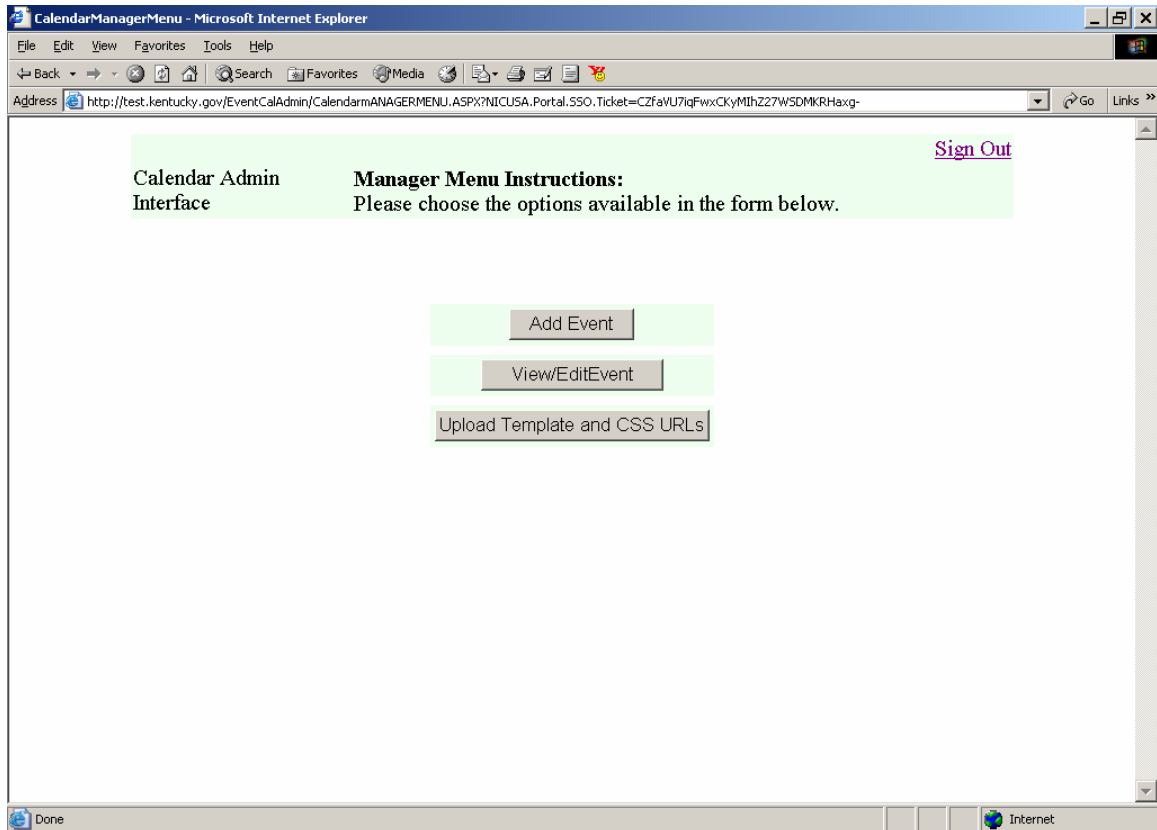 CalendarManagerMenu - Microsoft Internet Explorer
File Edit View Favorites Tools Help
Back Search Favorites Media
Address http://test.kentucky.gov/EventCalAdmin/CalendarmANAGERMENU.ASPX?NICUSA.Portal.SSO.Ticket=CZfaVU7iqFwxCKyMIhZ27WSDMKRHaxg- Go Links »
Sign Out
Calendar Admin Interface
Manager Menu Instructions:
Please choose the options available in the form below.
Add Event
View/EditEvent
Upload Template and CSS URLs
Done Internet